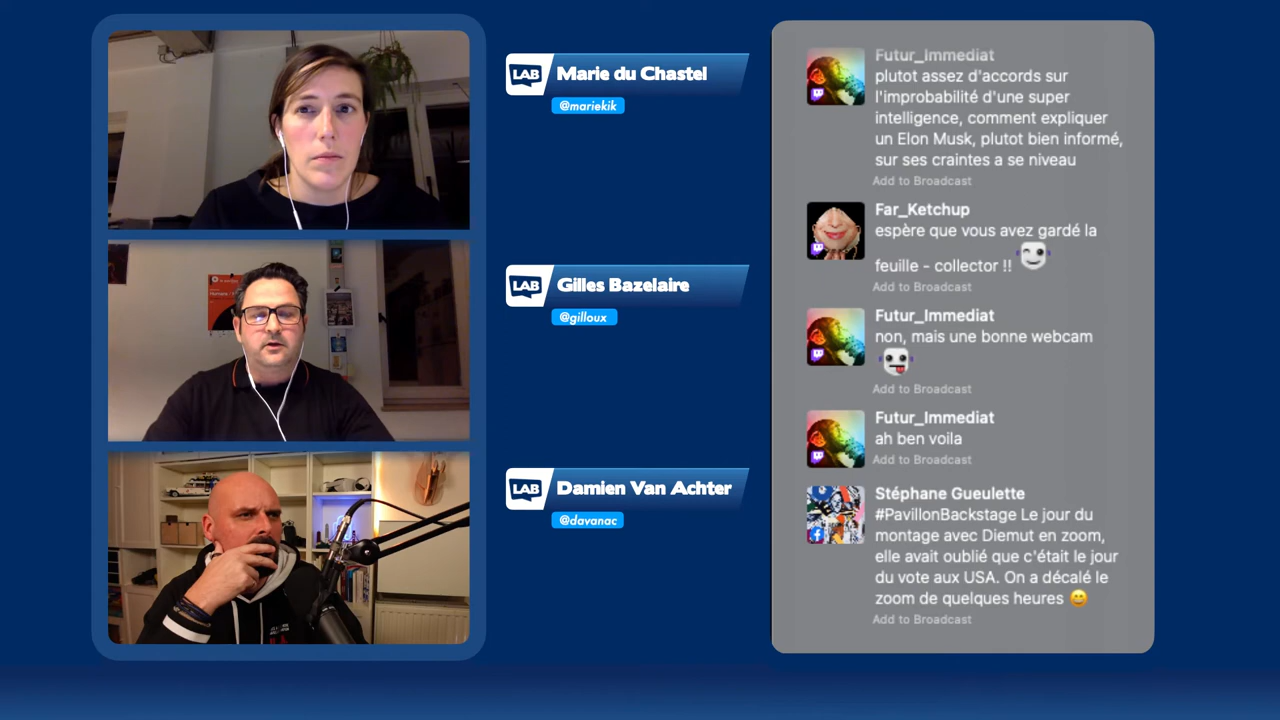 LAB
Marie du Chastel
@mariekik
LAB
Gilles Bazelaire
@gilloux
LAB
Damien Van Achter
@davanac
Futur_Immediat
plutot assez d'accords sur
l'improbabilité d'une super
intelligence, comment expliquer
un Elon Musk, plutot bien informé,
sur ses craintes a se niveau
Add to Broadcast
Far_Ketchup
espère que vous avez gardé la
feuille - collector !!
Add to Broadcast
Futur_Immediat
non, mais une bonne webcam
Add to Broadcast
Futur_Immediat
ah ben voila
Add to Broadcast
Stéphane Gueulette
#PavillonBackstage Le jour du
montage avec Diemut en zoom,
elle avait oublié que c'était le jour
du vote aux USA. On a décalé le
zoom de quelques heures 😄
Add to Broadcast